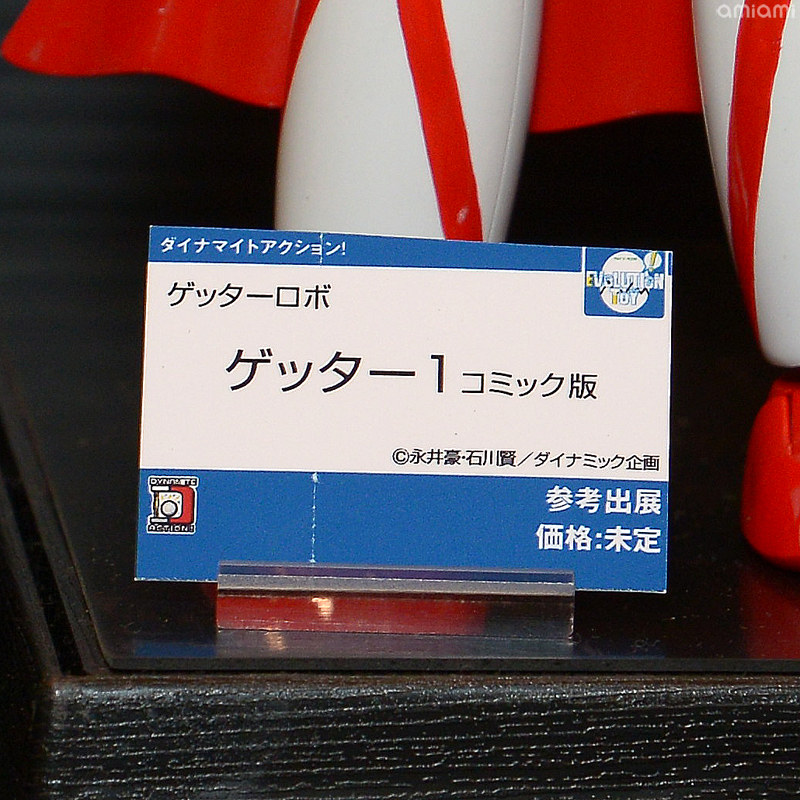 amiami
ダイナマイトアクション!
EVOLUTION
TOY
ゲッターロボ
ゲッター1 コミック版
©永井豪・石川賢／ダイナミック企画
DYNAMITE
ACTION!
参考出展
価格:未定